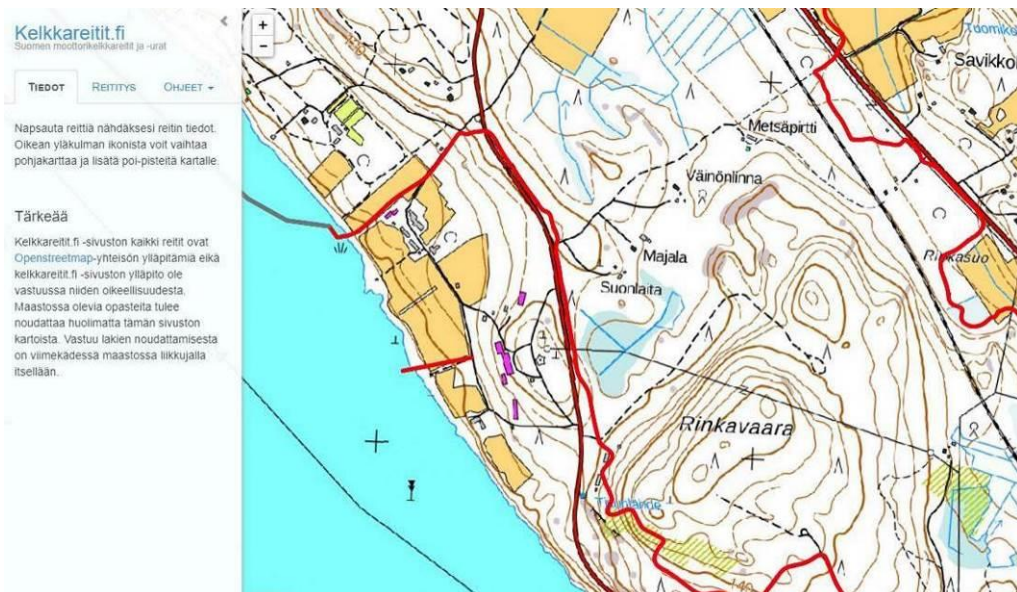 Kelkkareitit.fi
Suomen moottorikelkkareitit ja -urat
TIEDOT
REITITYS
OHJEET
Napsauta reittiä nähdäksesi reitin tiedot.
Oikean yläkulman ikonista voit vaihtaa
pohjakarttaa ja lisätä poi-pisteitä kartalle.
Tärkeää
Kelkkareitit.fi -sivuston kaikki reitit ovat
Openstreetmap-yhteisön ylläpitämiä eikä
kelkkareitit.fi -sivuston ylläpito ole
vastuussa niiden oikeellisuudesta.
Maastossa olevia opasteita tulee
noudattaa huolimatta tämän sivuston
kartoista. Vastuu lakien noudattamisesta
on viimekädessä maastossa liikkujalla
itsellään.
+
−
Metsäpirtti
Väinönlinna
Majala
Suonlaita
Rinkasuo
Rinkavaara
140